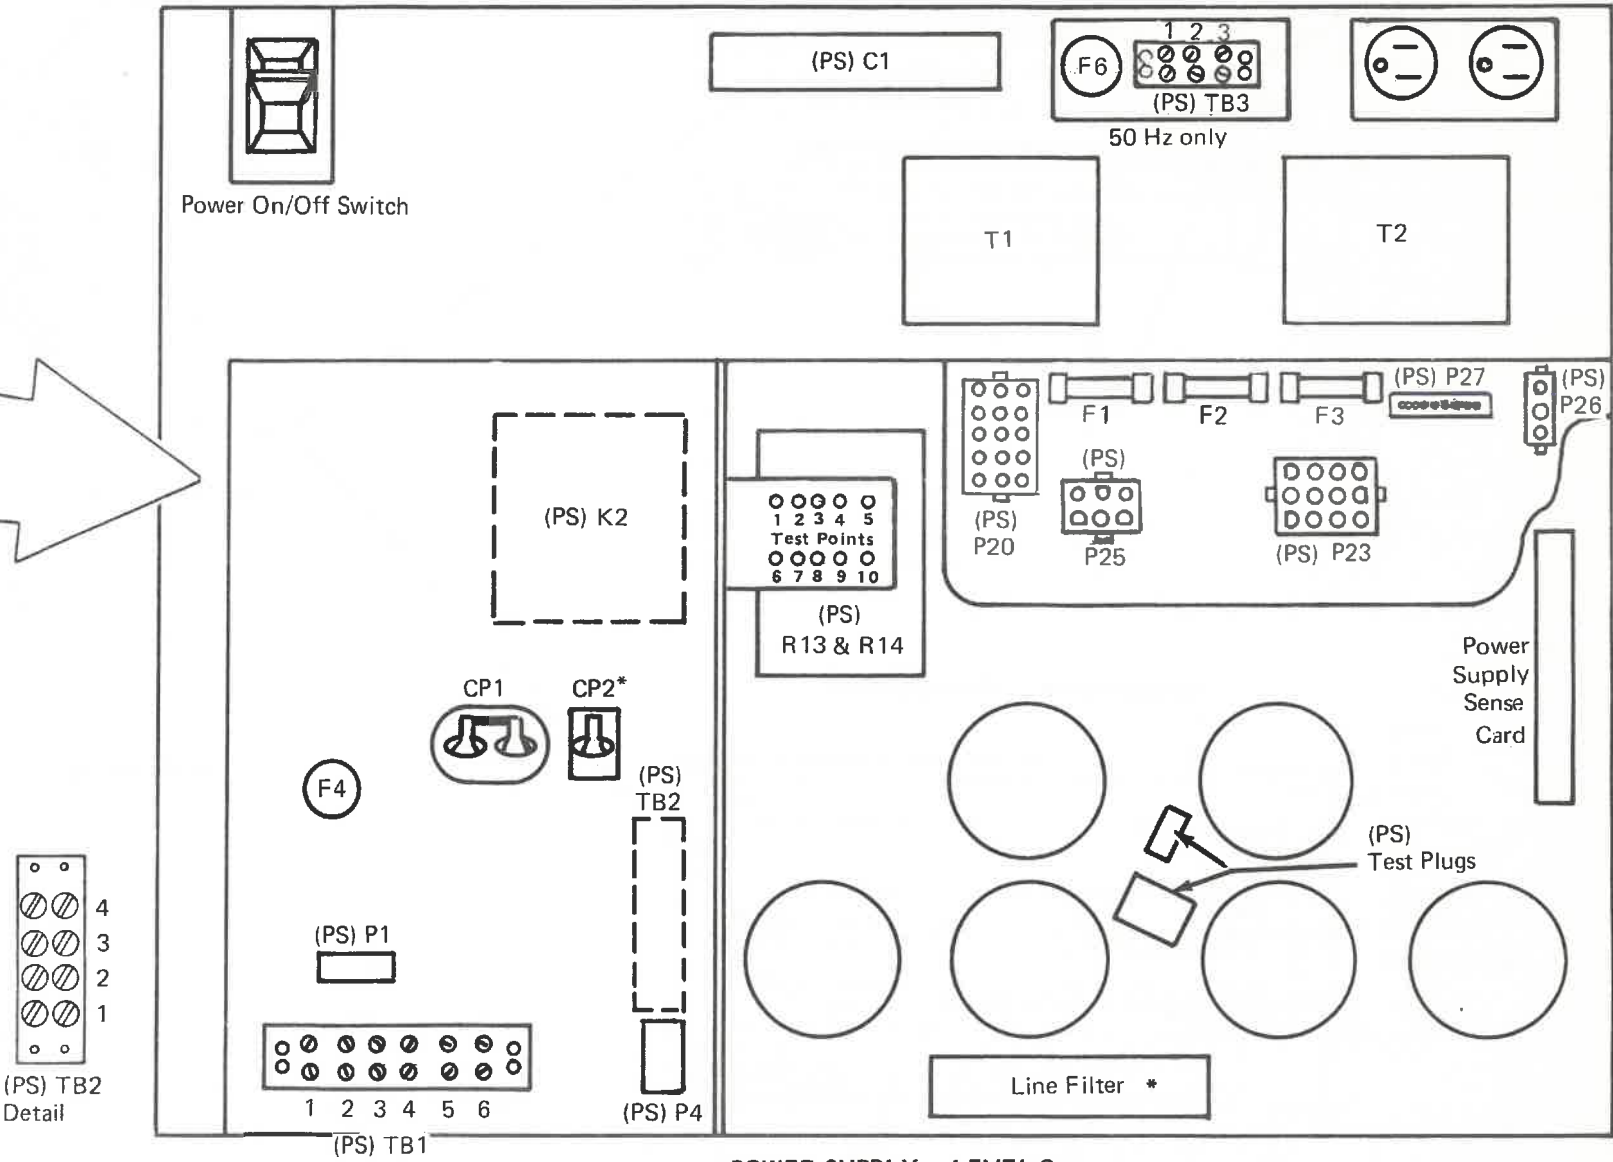 (PS) C1
F6
1 2 3
(PS) TB3
50 Hz only
Power On/Off Switch
T1
T2
(PS) K2
1 2 3 4 5
Test Points
6 7 8 9 10
(PS)
R13 & R14
(PS)
P20
F1
F2
F3
(PS) P27
(PS)
P26
(PS)
P25
(PS) P23
Power
Supply
Sense
Card
CP1
CP2*
F4
(PS)
TB2
(PS)
Test Plugs
4
3
2
1
(PS) TB2
Detail
(PS) P1
1 2 3 4 5 6
(PS) TB1
(PS) P4
Line Filter *